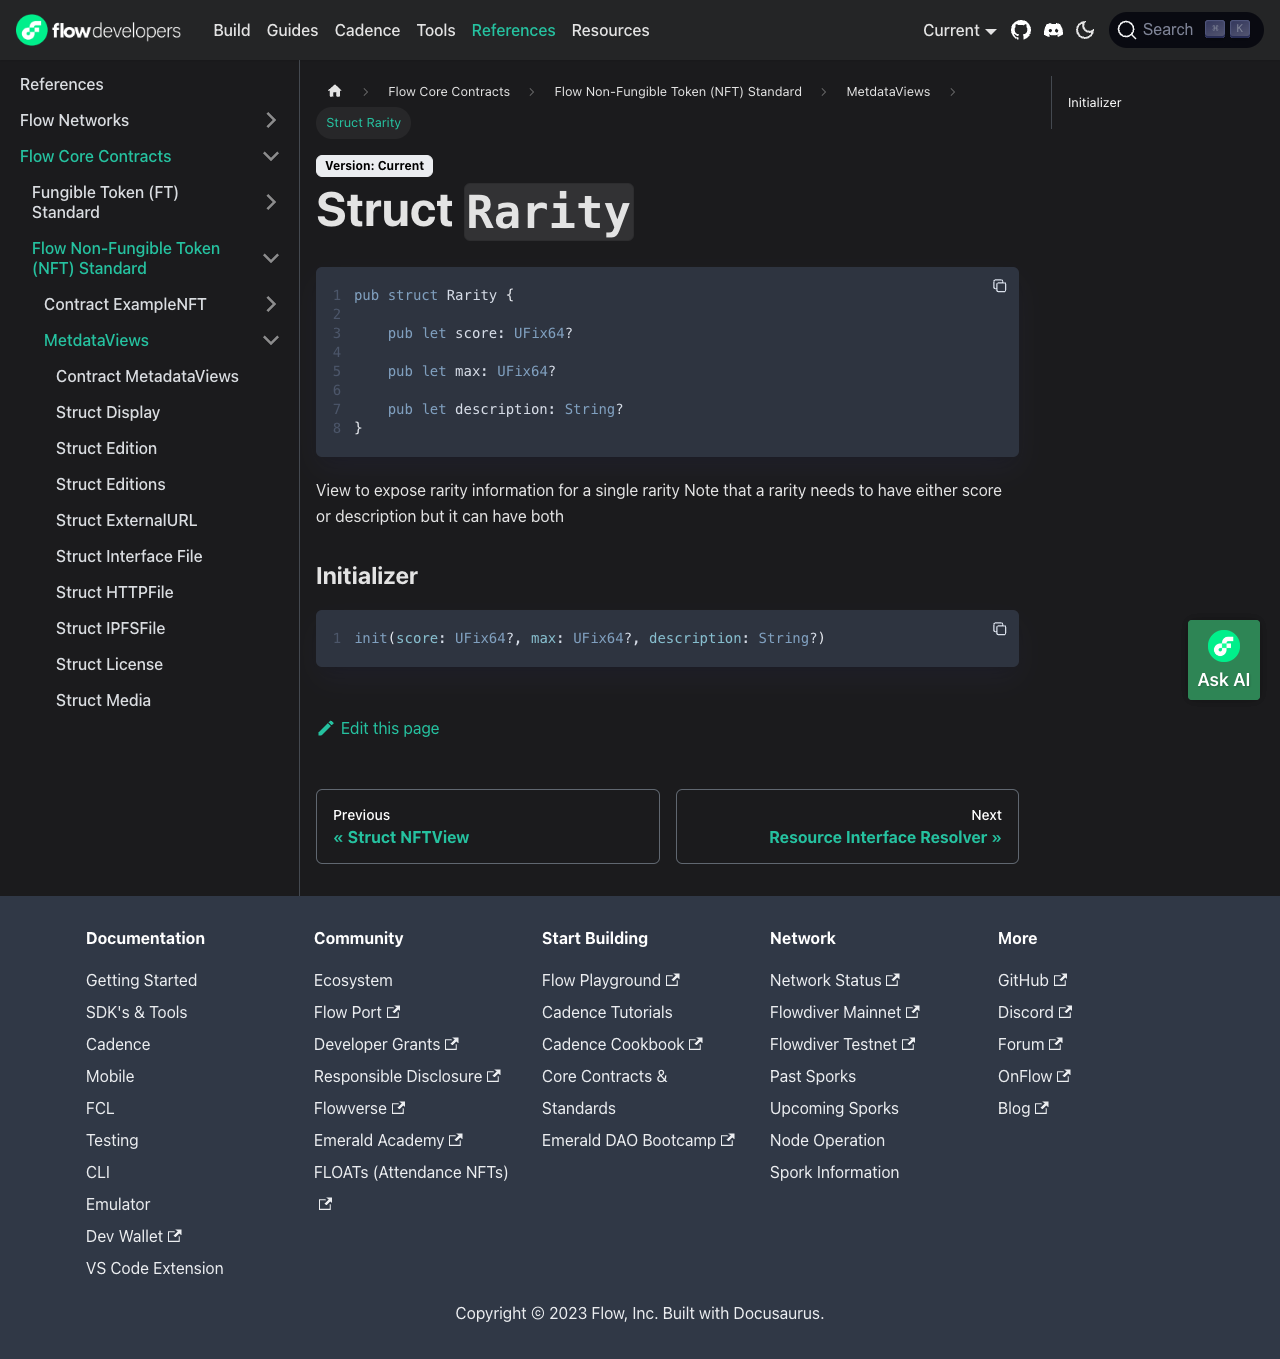 flowdevelopers
Build
Guides
Cadence
Tools
References
Resources
Current
Search
⌘ K
References
Flow Networks
Flow Core Contracts
Fungible Token (FT)
Standard
Flow Non-Fungible Token
(NFT) Standard
Contract ExampleNFT
MetdataViews
Contract MetadataViews
Struct Display
Struct Edition
Struct Editions
Struct ExternalURL
Struct Interface File
Struct HTTPFile
Struct IPFSFile
Struct License
Struct Media
Flow Core Contracts
Flow Non-Fungible Token (NFT) Standard
MetdataViews
Struct Rarity
Version: Current
Struct Rarity
1 pub struct Rarity {
2
3 pub let score: UFix64?
4
5 pub let max: UFix64?
6
7 pub let description: String?
8 }
View to expose rarity information for a single rarity Note that a rarity needs to have either score
or description but it can have both
Initializer
1 init(score: UFix64?, max: UFix64?, description: String?)
Edit this page
Previous
« Struct NFTView
Next
Resource Interface Resolver »
Initializer
Ask AI
Documentation
Getting Started
SDK's & Tools
Cadence
Mobile
FCL
Testing
CLI
Emulator
Dev Wallet
VS Code Extension
Community
Ecosystem
Flow Port
Developer Grants
Responsible Disclosure
Flowverse
Emerald Academy
FLOATs (Attendance NFTs)
Start Building
Flow Playground
Cadence Tutorials
Cadence Cookbook
Core Contracts &
Standards
Emerald DAO Bootcamp
Network
Network Status
Flowdiver Mainnet
Flowdiver Testnet
Past Sporks
Upcoming Sporks
Node Operation
Spork Information
More
GitHub
Discord
Forum
OnFlow
Blog
Copyright © 2023 Flow, Inc. Built with Docusaurus.